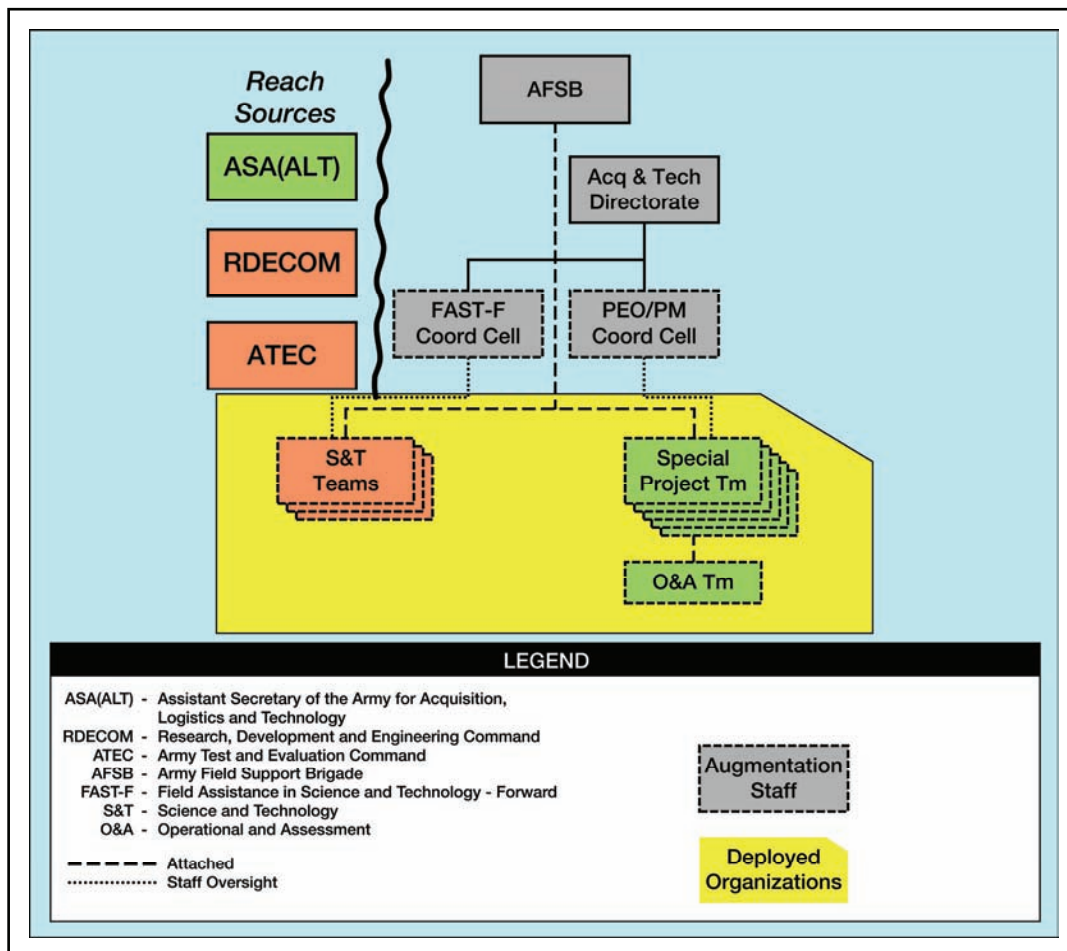 Reach
Sources
ASA(ALT)
RDECOM
ATEC
AFSB
Acq & Tech
Directorate
FAST-F
Coord Cell
PEO/PM
Coord Cell
S&T
Teams
Special
Project Tm
O&A Tm
LEGEND
ASA(ALT) - Assistant Secretary of the Army for Acquisition,
Logistics and Technology
RDECOM - Research, Development and Engineering Command
ATEC - Army Test and Evaluation Command
AFSB - Army Field Support Brigade
FAST-F - Field Assistance in Science and Technology - Forward
S&T - Science and Technology
O&A - Operational and Assessment
Attached
Staff Oversight
Augmentation
Staff
Deployed
Organizations